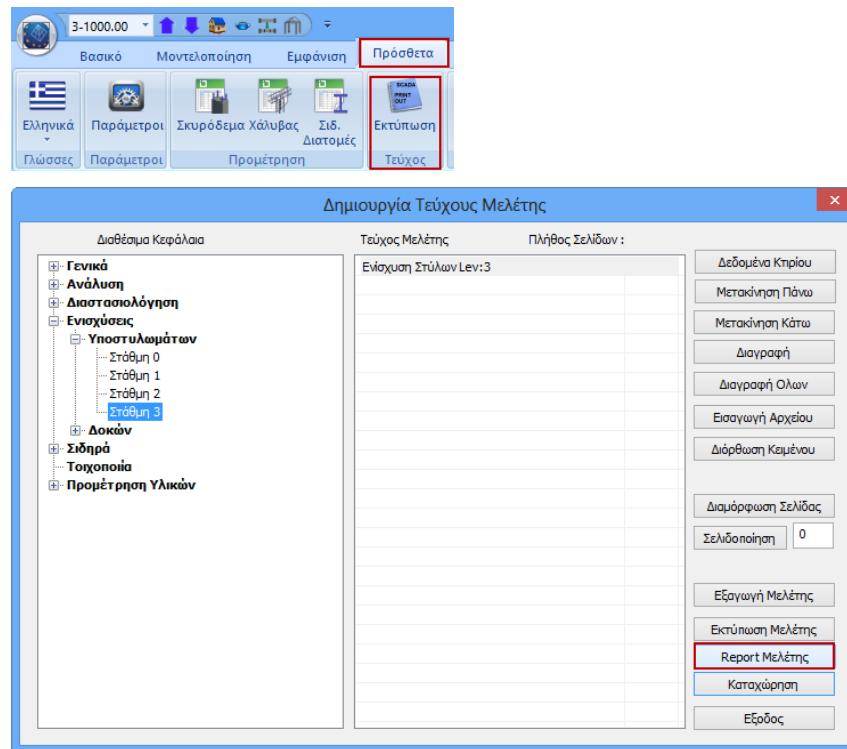 3-1000.00
Βασικό Μοντελοποίηση Εμφάνιση Πρόσθετα
SCADA
PRINT
OUT
Ελληνικά Παράμετροι Σκυρόδεμα Χάλυβας Σιδ. Εκτύπωση
Διατομές
Γλώσσες Παράμετροι Προμέτρηση Τεύχος
Δημιουργία Τεύχους Μελέτης
Διαθέσιμα Κεφάλαια Τεύχος Μελέτης Πλήθος Σελίδων :
Γενικά
Ανάλυση
Διαστασιολόγηση
Ενισχύσεις
Υποστυλωμάτων
Στάθμη 0
Στάθμη 1
Στάθμη 2
Στάθμη 3
Δοκών
Σιδηρά
Τοιχοποιία
Προμέτρηση Υλικών
Ενίσχυση Στύλων Lev:3
Δεδομένα Κτιρίου
Μετακίνηση Πάνω
Μετακίνηση Κάτω
Διαγραφή
Διαγραφή Ολων
Εισαγωγή Αρχείου
Διόρθωση Κειμένου
Διαμόρφωση Σελίδας
Σελιδοποίηση 0
Εξαγωγή Μελέτης
Εκτύπωση Μελέτης
Report Μελέτης
Καταχώρηση
Εξοδος